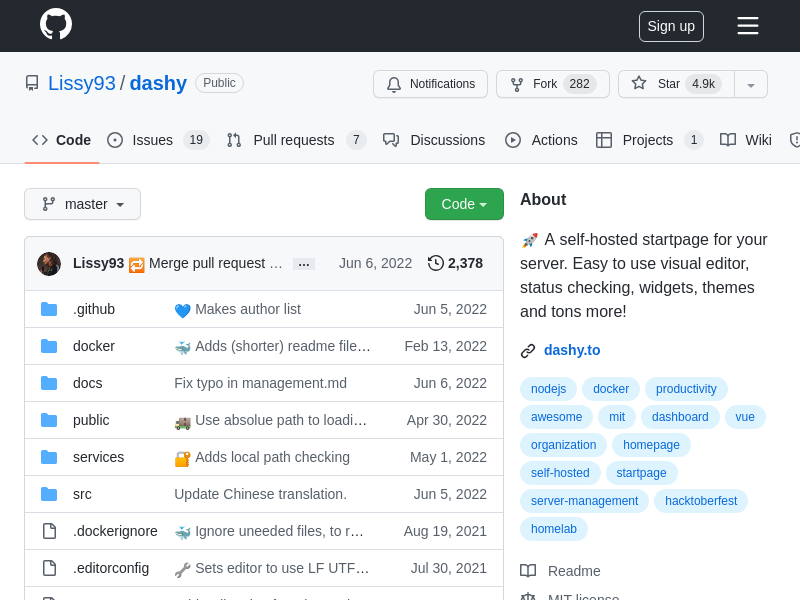 Sign up
Lissy93 / dashy Public
Notifications Fork 282 Star 4.9k
Code Issues 19 Pull requests 7 Discussions Actions Projects 1 Wiki
master Code
Lissy93 Merge pull request … ... Jun 6, 2022 2,378
.github Makes author list Jun 5, 2022
docker Adds (shorter) readme file… Feb 13, 2022
docs Fix typo in management.md Jun 6, 2022
public Use absolue path to loadi… Apr 30, 2022
services Adds local path checking May 1, 2022
src Update Chinese translation. Jun 5, 2022
.dockerignore Ignore uneeded files, to r… Aug 19, 2021
.editorconfig Sets editor to use LF UTF… Jul 30, 2021
About
🚀 A self-hosted startpage for your
server. Easy to use visual editor,
status checking, widgets, themes
and tons more!
dashy.to
nodejs docker productivity
awesome mit dashboard vue
organization homepage
self-hosted startpage
server-management hacktoberfest
homelab
Readme
MIT license